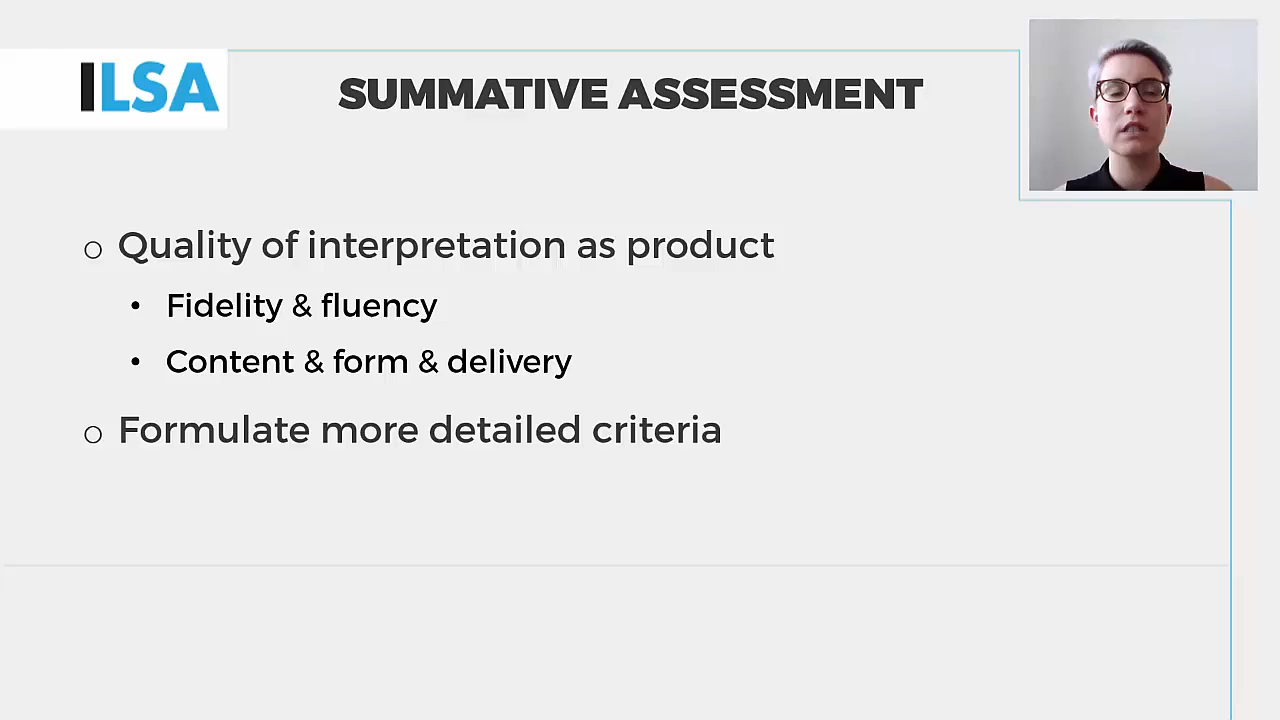 ILSA
SUMMATIVE ASSESSMENT
Quality of interpretation as product
Fidelity & fluency
Content & form & delivery
Formulate more detailed criteria